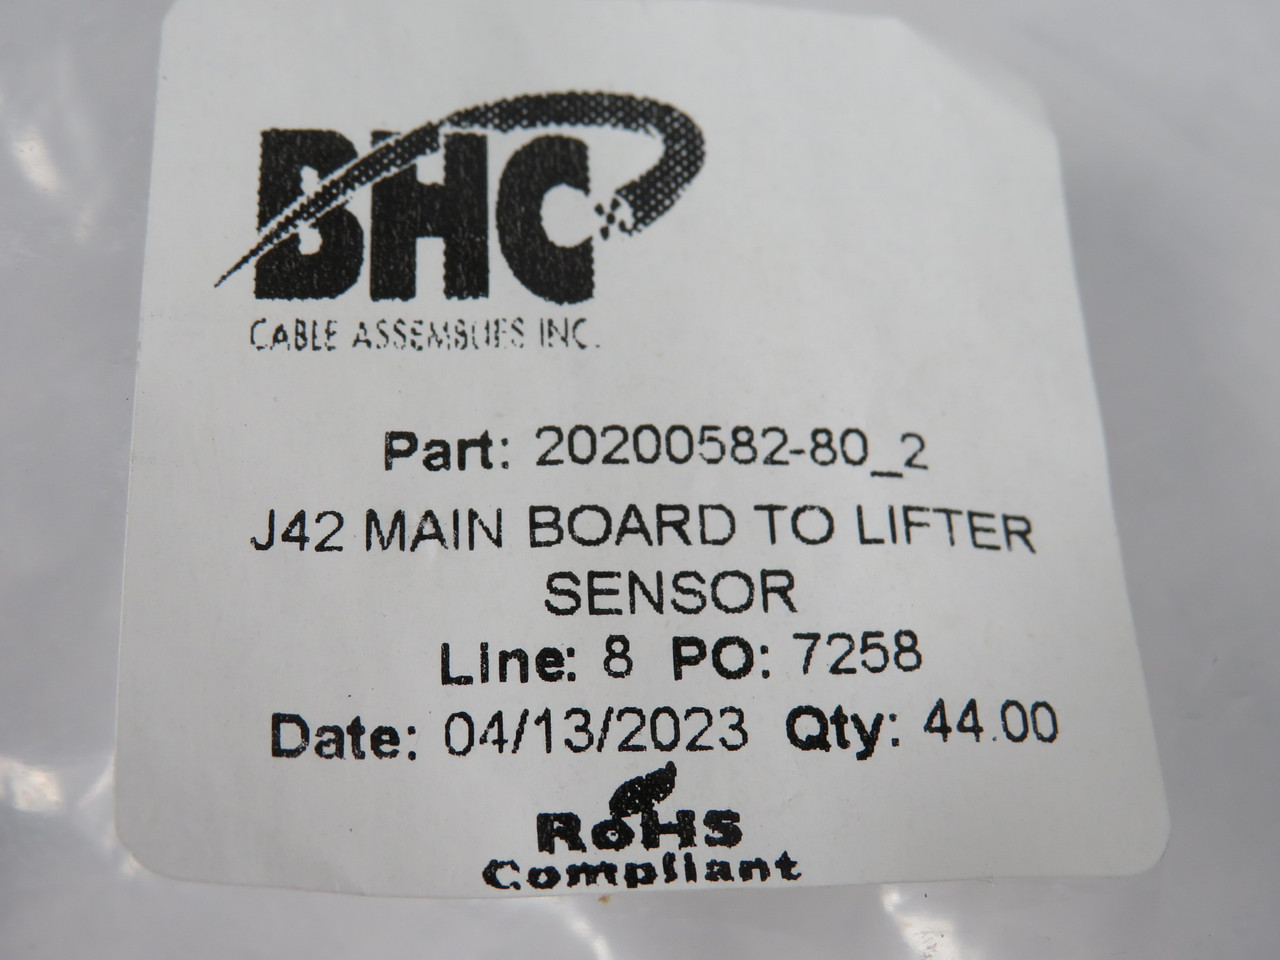 BHC
CABLE ASSEMBLIES INC.
Part: 20200582-80_2
J42 MAIN BOARD TO LIFTER
SENSOR
Line: 8 PO: 7258
Date: 04/13/2023 Qty: 44.00
RoHS
Compliant